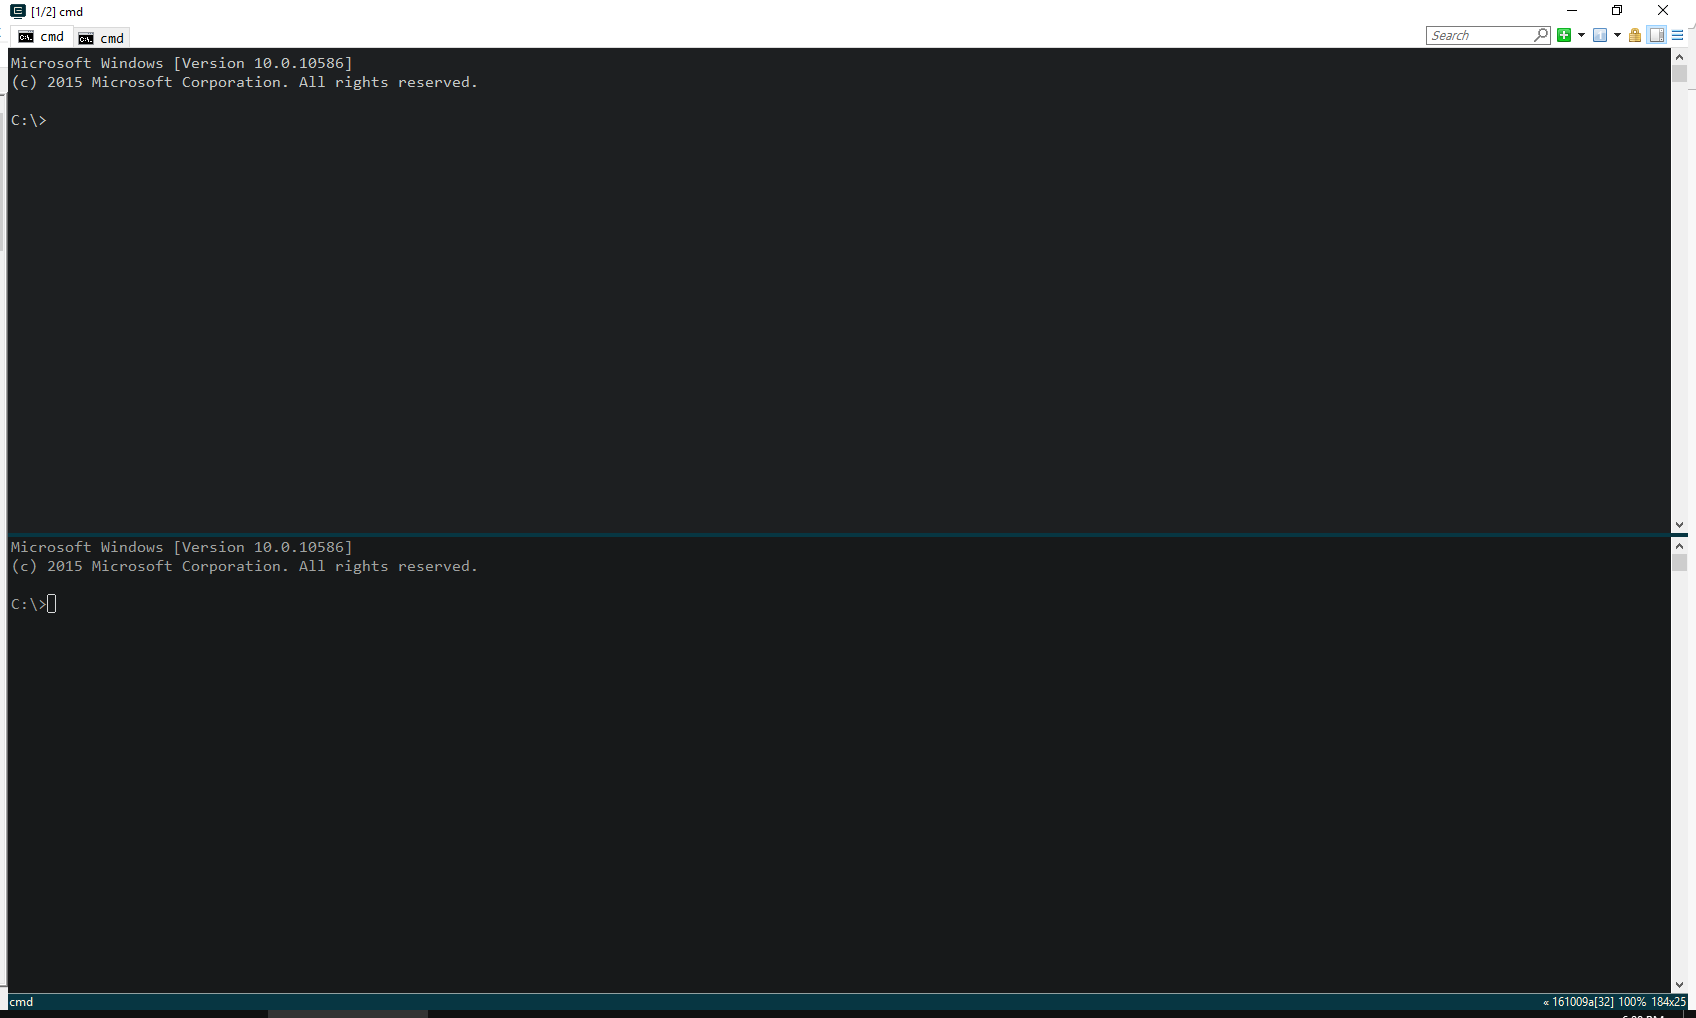 [1/2] cmd
cmd
cmd
Search
Microsoft Windows [Version 10.0.10586]
(c) 2015 Microsoft Corporation. All rights reserved.
C:\>
Microsoft Windows [Version 10.0.10586]
(c) 2015 Microsoft Corporation. All rights reserved.
C:\>
cmd
« 161009a[32] 100% 184x25